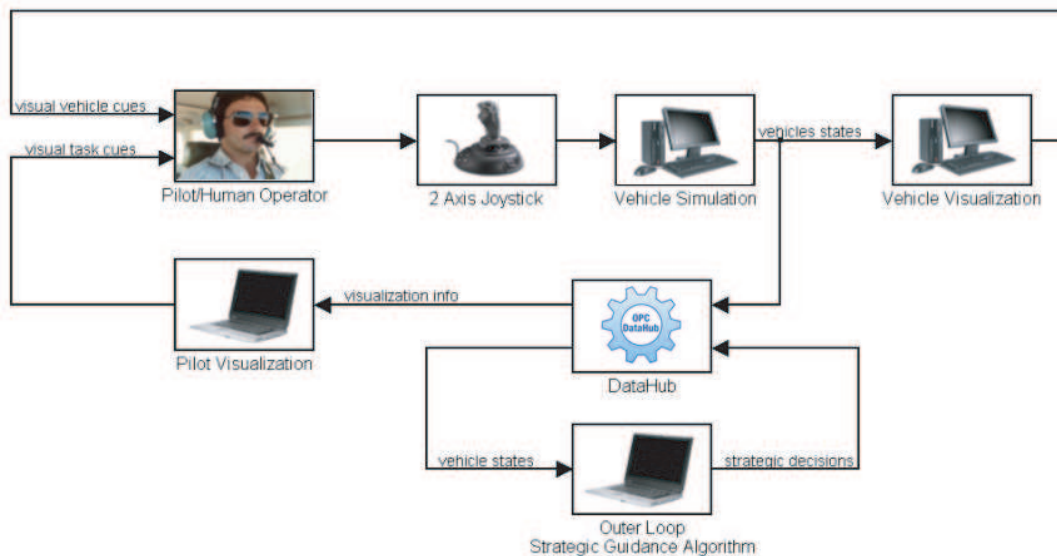 visual vehicle cues
visual task cues
vehicles states
Pilot/Human Operator
2 Axis Joystick
Vehicle Simulation
Vehicle Visualization
visualization info
OPC
DataHub
Pilot Visualization
DataHub
vehicle states
strategic decisions
Outer Loop
Strategic Guidance Algorithm